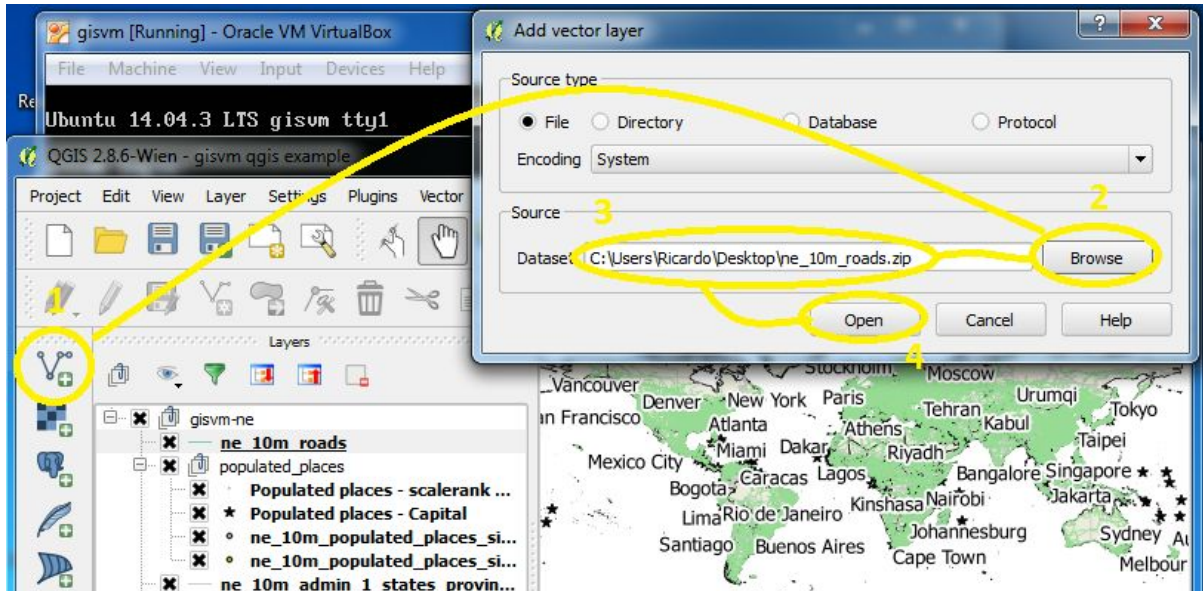 gisvm [Running] - Oracle VM VirtualBox
File Machine View Input Devices Help
Re
Ubuntu 14.04.3 LTS gisvm tty1
QGIS 2.8.6-Wien - gisvm qgis example
Project Edit View Layer Settings Plugins Vector
1
Layers
gisvm-ne
ne_10m_roads
populated_places
Populated places - scalerank ...
Populated places - Capital
ne_10m_populated_places_si...
ne_10m_populated_places_si...
ne_10m_admin_1_states_provin...
Add vector layer
Source type
File Directory Database Protocol
Encoding System
Source
3
2
Dataset C:\Users\Ricardo\Desktop\ne_10m_roads.zip Browse
Open Cancel Help
4
Stockholm Moscow
Vancouver
Denver New York Paris Urumqi
an Francisco Tehran Tokyo
Atlanta Athens Kabul
Miami Dakar Riyadh Taipei
Mexico City Caracas Lagos Bangalore Singapore
Bogota Kinshasa Nairobi Jakarta
Lima Rio de Janeiro
Johannesburg Sydney Au
Santiago Buenos Aires
Cape Town Melbour